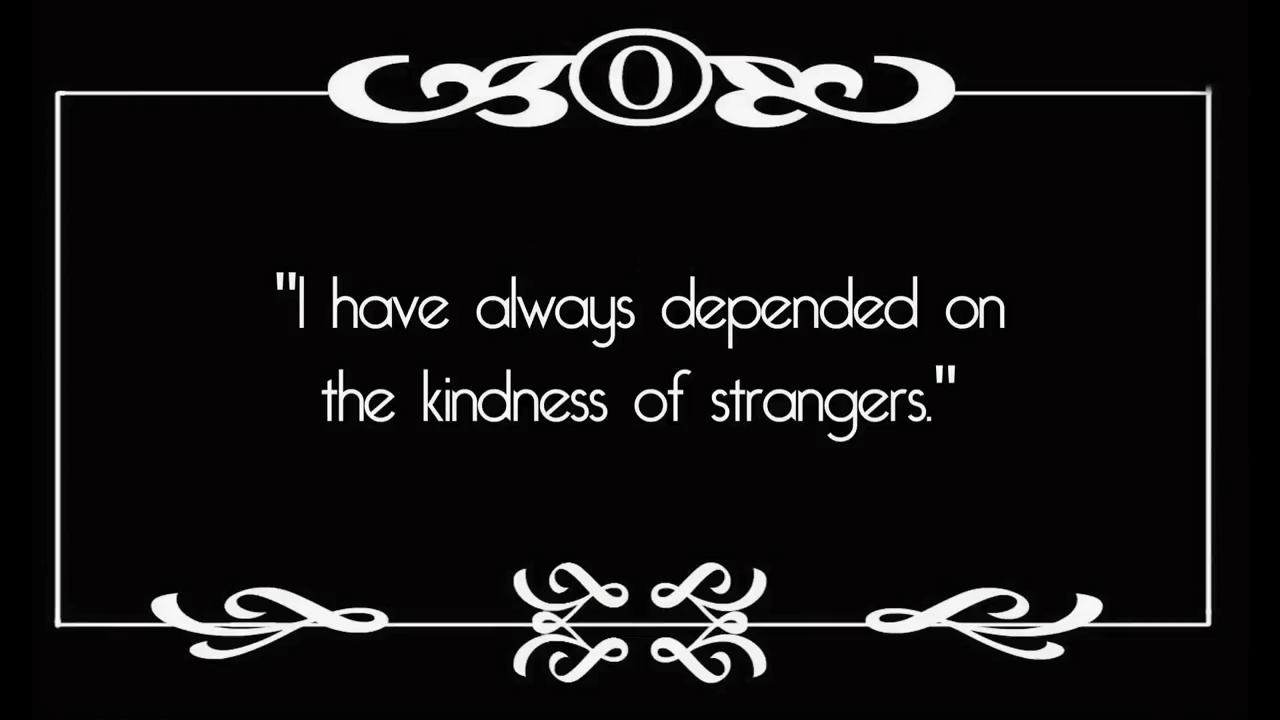 O
"I have always depended on
the kindness of strangers."